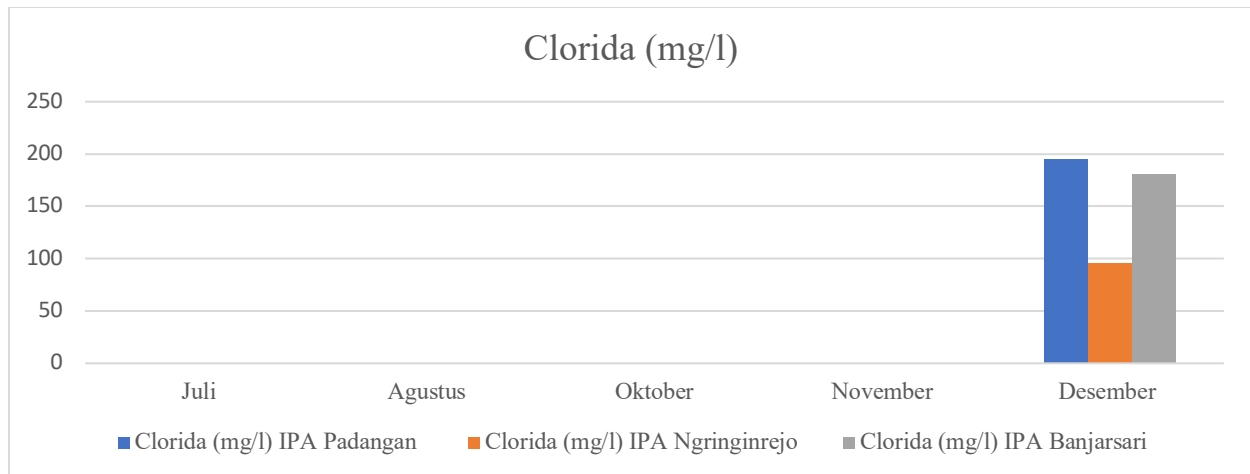 Clorida (mg/l)
250
200
150
100
50
0
Juli Agustus Oktober November Desember
Clorida (mg/l) IPA Padangan Clorida (mg/l) IPA Ngringinrejo Clorida (mg/l) IPA Banjarsari